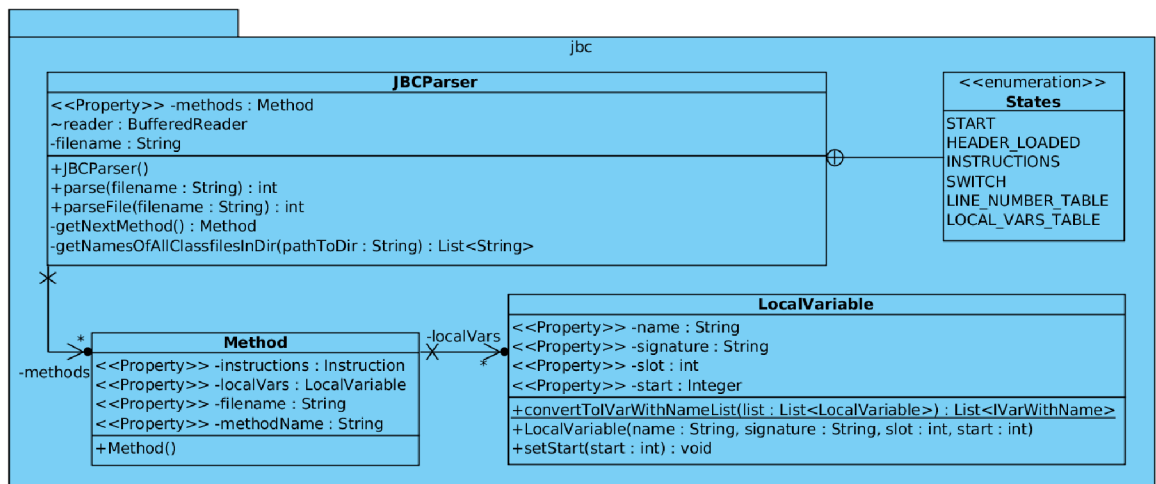 jbc
JBCParser
<<Property>> -methods : Method
~reader : BufferedReader
-filename : String
+JBCParser()
+parse(filename : String) : int
+parseFile(filename : String) : int
-getNextMethod() : Method
-getNamesOfAllClassfilesInDir(pathToDir : String) : List<String>
<<enumeration>>
States
START
HEADER_LOADED
INSTRUCTIONS
SWITCH
LINE_NUMBER_TABLE
LOCAL_VARS_TABLE
*
-methods
Method
<<Property>> -instructions : Instruction
<<Property>> -localVars : LocalVariable
<<Property>> -filename : String
<<Property>> -methodName : String
+Method()
-localVars
*
LocalVariable
<<Property>> -name : String
<<Property>> -signature : String
<<Property>> -slot : int
<<Property>> -start : Integer
+convertToIVarWithNameList(list : List<LocalVariable>) : List<IVarWithName>
+LocalVariable(name : String, signature : String, slot : int, start : int)
+setStart(start : int) : void